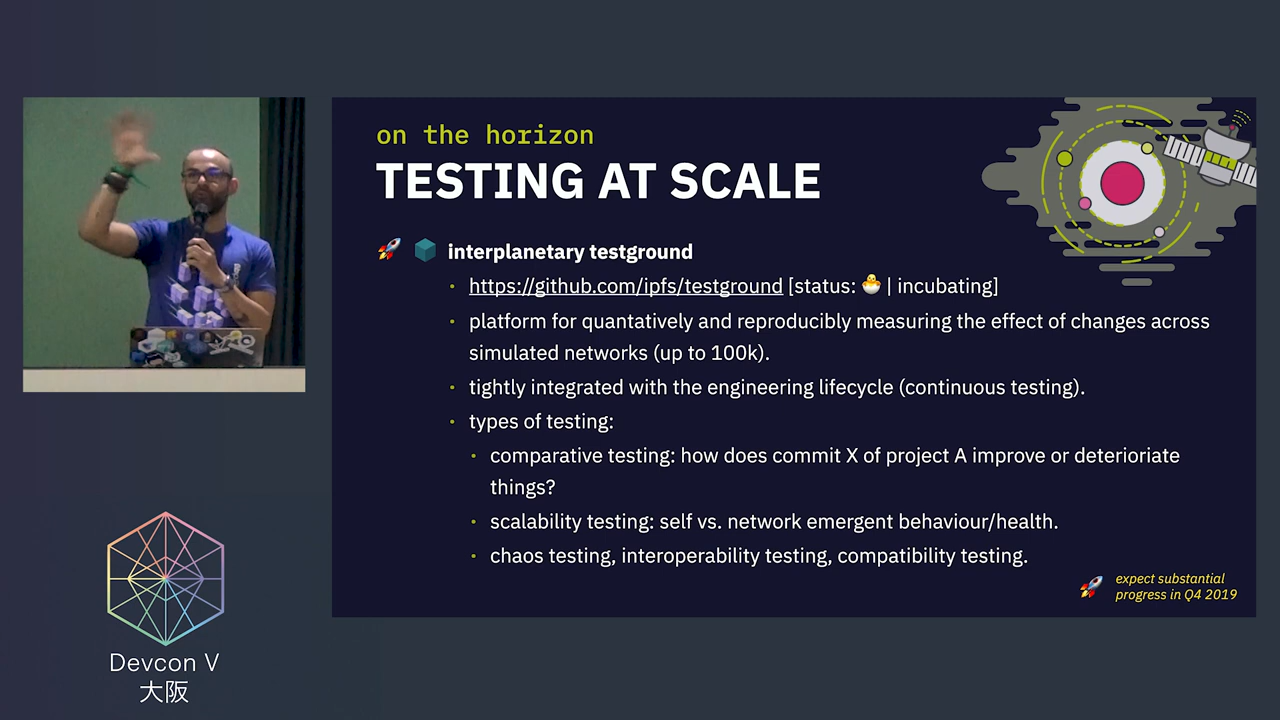 on the horizon
TESTING AT SCALE
🚀 interplanetary testground
https://github.com/ipfs/testground [status: 🐣 | incubating]
platform for quantatively and reproducibly measuring the effect of changes across
simulated networks (up to 100k).
tightly integrated with the engineering lifecycle (continuous testing).
types of testing:
comparative testing: how does commit X of project A improve or deterioriate
things?
scalability testing: self vs. network emergent behaviour/health.
chaos testing, interoperability testing, compatibility testing.
🚀 expect substantial
progress in Q4 2019
Devcon V
大阪